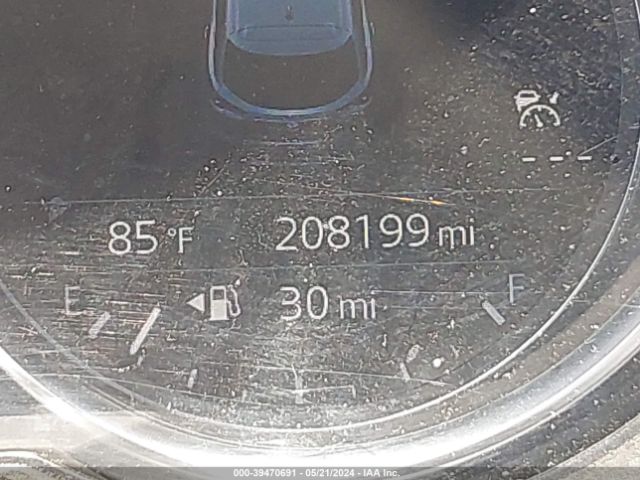 ---
85 °F 208199 mi
E 30 mi F
000-39470691 - 05/21/2024 - IAA Inc.